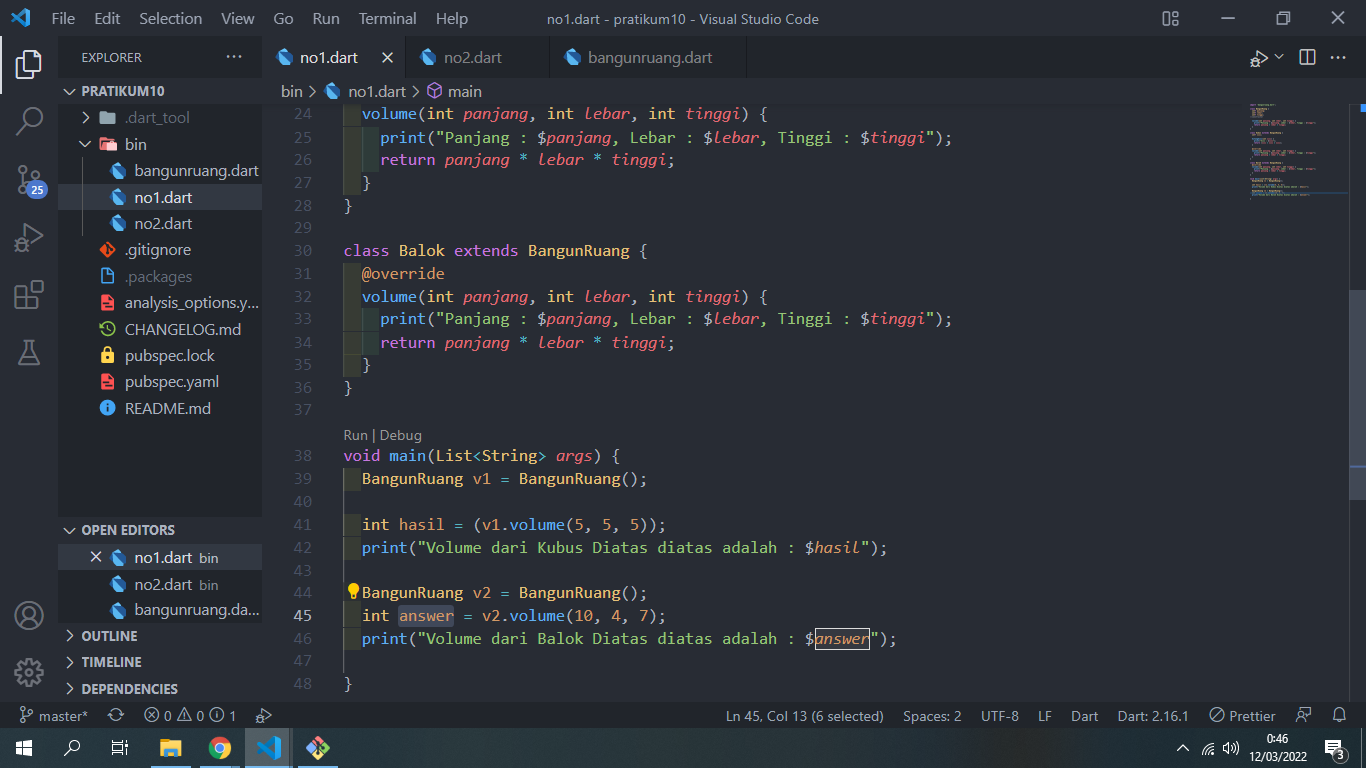 File Edit Selection View Go Run Terminal Help no1.dart - pratikum10 - Visual Studio Code
EXPLORER
PRATIKUM10
.dart_tool
bin
bangunruang.dart
no1.dart
no2.dart
.gitignore
.packages
analysis_options.y...
CHANGELOG.md
pubspec.lock
pubspec.yaml
README.md
25
OPEN EDITORS
no1.dart bin
no2.dart bin
bangunruang.da...
OUTLINE
TIMELINE
DEPENDENCIES
no1.dart no2.dart bangunruang.dart
bin > no1.dart > main
24 volume(int panjang, int lebar, int tinggi) {
25 print("Panjang : $panjang, Lebar : $lebar, Tinggi : $tinggi");
26 return panjang * lebar * tinggi;
27 }
28 }
29
30 class Balok extends BangunRuang {
31 @override
32 volume(int panjang, int lebar, int tinggi) {
33 print("Panjang : $panjang, Lebar : $lebar, Tinggi : $tinggi");
34 return panjang * lebar * tinggi;
35 }
36 }
37
Run | Debug
38 void main(List<String> args) {
39 BangunRuang v1 = BangunRuang();
40
41 int hasil = (v1.volume(5, 5, 5));
42 print("Volume dari Kubus Diatas diatas adalah : $hasil");
43
44 BangunRuang v2 = BangunRuang();
45 int answer = v2.volume(10, 4, 7);
46 print("Volume dari Balok Diatas diatas adalah : $answer");
47
48 }
master* 0 0 1 Ln 45, Col 13 (6 selected) Spaces: 2 UTF-8 LF Dart Dart: 2.16.1 Prettier
0:46
12/03/2022
3